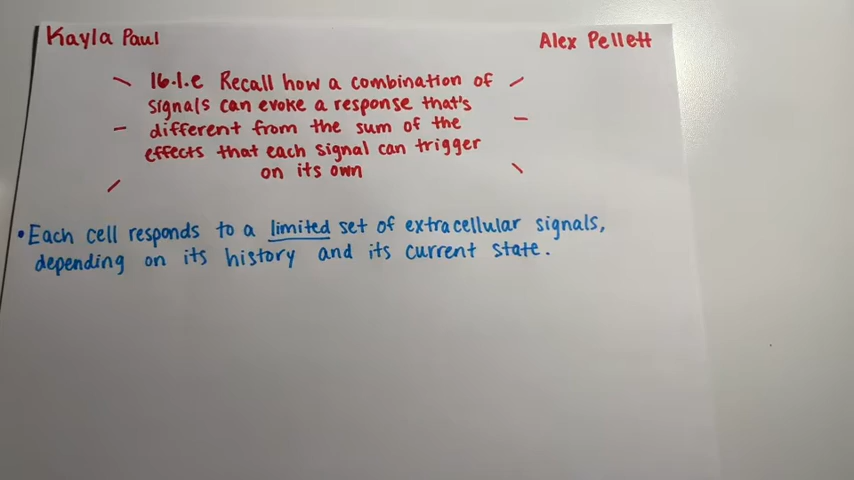 Kayla Paul
Alex Pellett
16.1.e Recall how a combination of
signals can evoke a response that's
different from the sum of the
effects that each signal can trigger
on its own
•Each cell responds to a limited set of extracellular signals,
depending on its history and its current state.